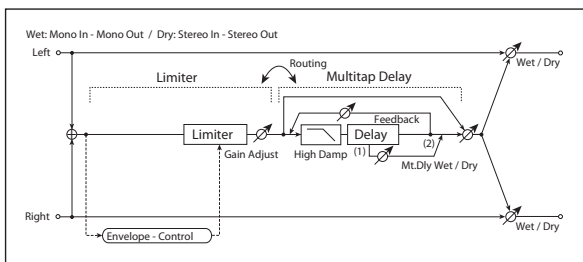 Wet: Mono In - Mono Out / Dry: Stereo In - Stereo Out
Left
Wet / Dry
Routing
Limiter
Multitap Delay
Feedback
Limiter
Delay
Gain Adjust
High Damp
(1)
(2)
Mt.Dly Wet / Dry
Right
Wet / Dry
Envelope - Control